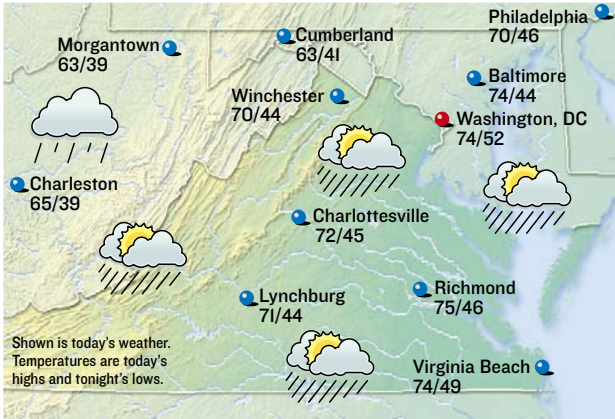 Philadelphia
70/46
Cumberland
63/41
Morgantown
63/39
Baltimore
74/44
Winchester
70/44
Washington, DC
74/52
Charleston
65/39
Charlottesville
72/45
Richmond
75/46
Lynchburg
71/44
Shown is today's weather.
Temperatures are today's
highs and tonight's lows.
Virginia Beach
74/49